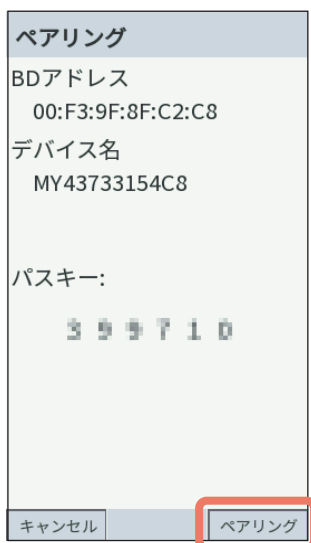 ペアリング
BDアドレス
00:F3:9F:8F:C2:C8
デバイス名
MY43733154C8
パスキー:
キャンセル
ペアリング